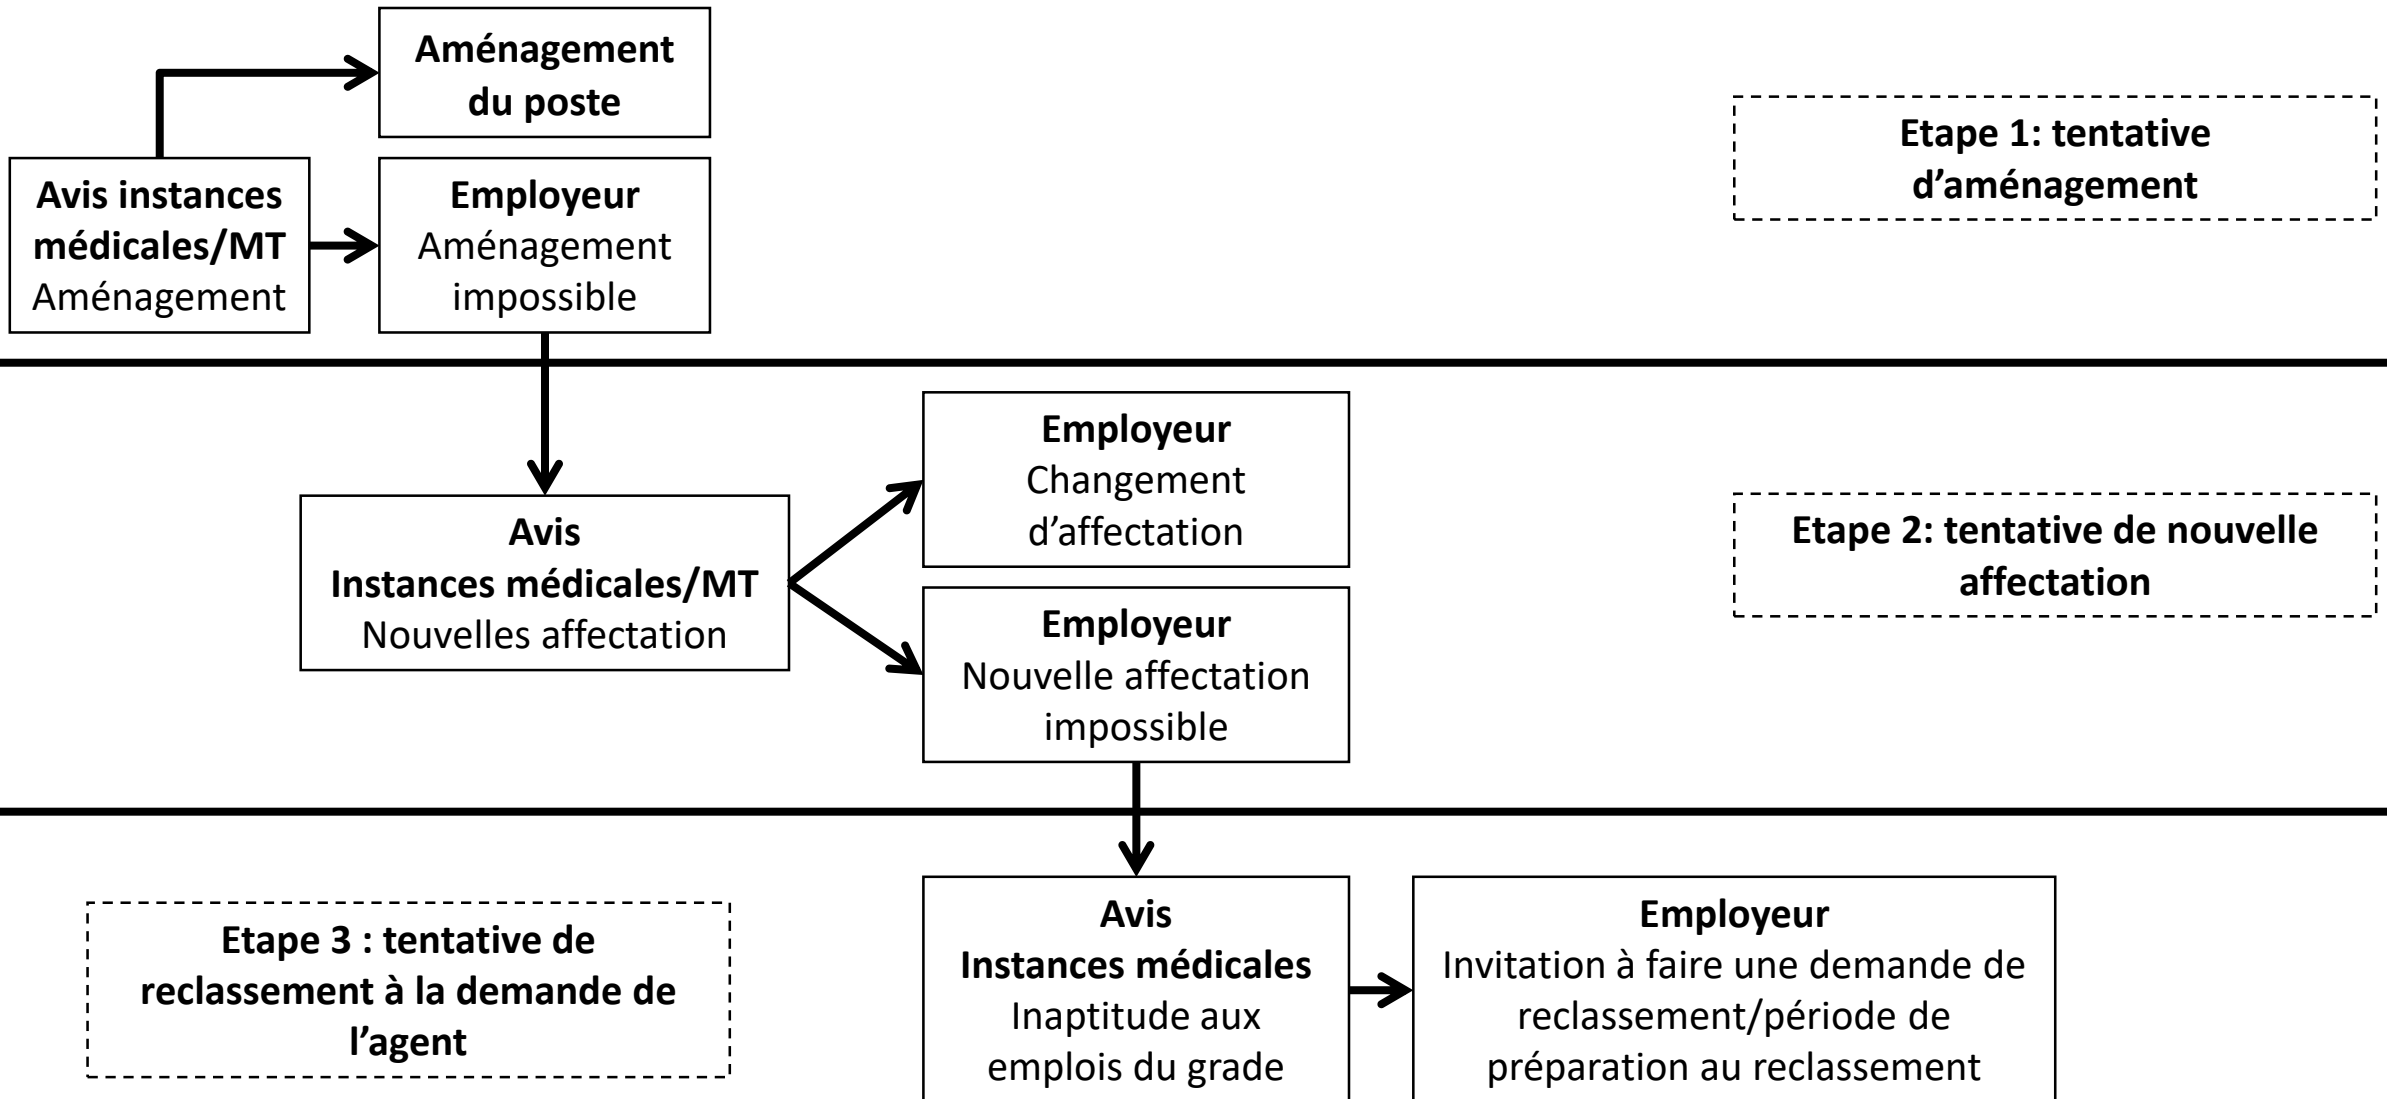 Aménagement
du poste
Etape 1: tentative
d’aménagement
Avis instances
médicales/MT
Aménagement
Employeur
Aménagement
impossible
Employeur
Changement
d’affectation
Avis
Instances médicales/MT
Nouvelles affectation
Etape 2: tentative de nouvelle
affectation
Employeur
Nouvelle affectation
impossible
Etape 3 : tentative de
reclassement à la demande de
l’agent
Avis
Instances médicales
Inaptitude aux
emplois du grade
Employeur
Invitation à faire une demande de
reclassement/période de
préparation au reclassement